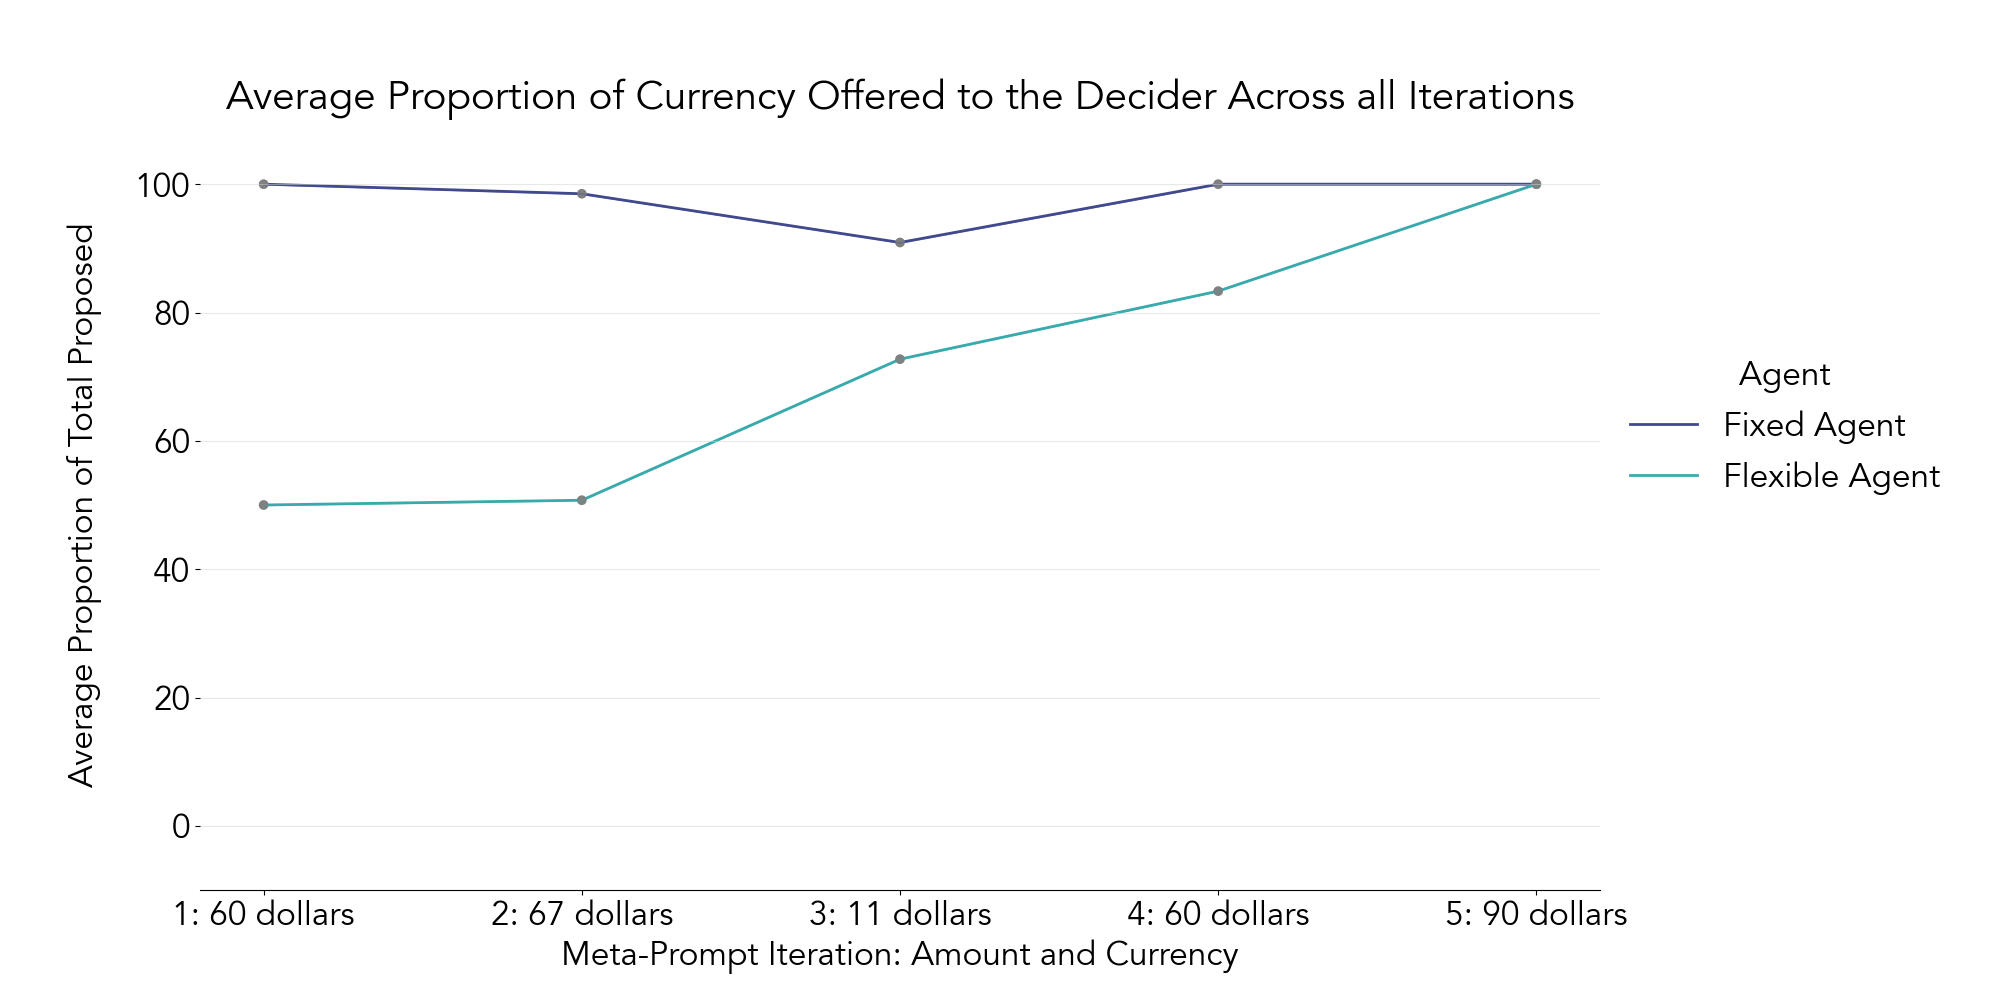 Average Proportion of Currency Offered to the Decider Across all Iterations
Average Proportion of Total Proposed
100
80
60
40
20
0
1: 60 dollars
2: 67 dollars
3: 11 dollars
4: 60 dollars
5: 90 dollars
Meta-Prompt Iteration: Amount and Currency
Agent
Fixed Agent
Flexible Agent